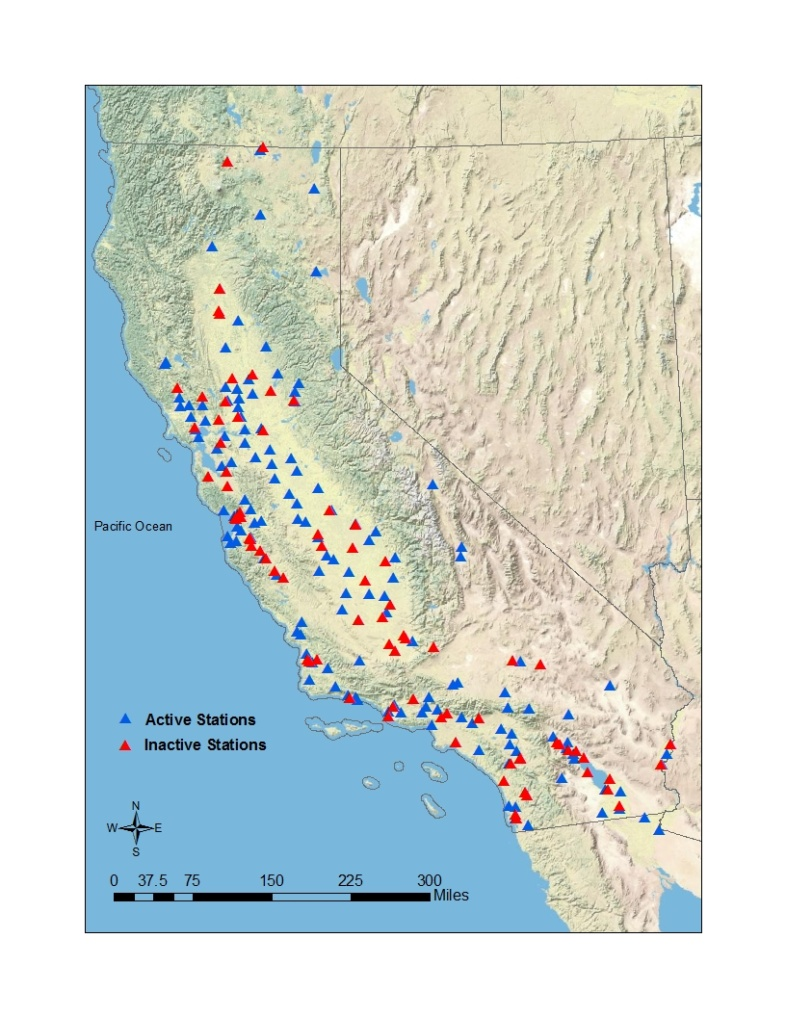 Pacific Ocean
Active Stations
Inactive Stations
N
W E
S
0 37.5 75 150 225 300
Miles